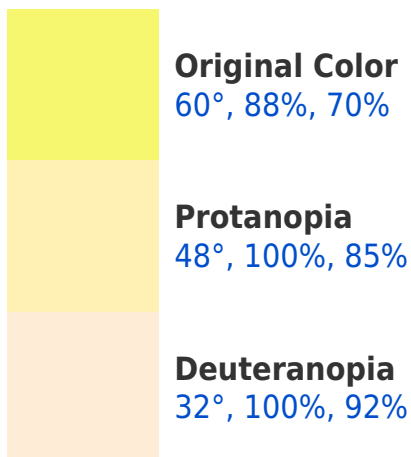 Original Color
60°, 88%, 70%
Protanopia
48°, 100%, 85%
Deuteranopia
32°, 100%, 92%